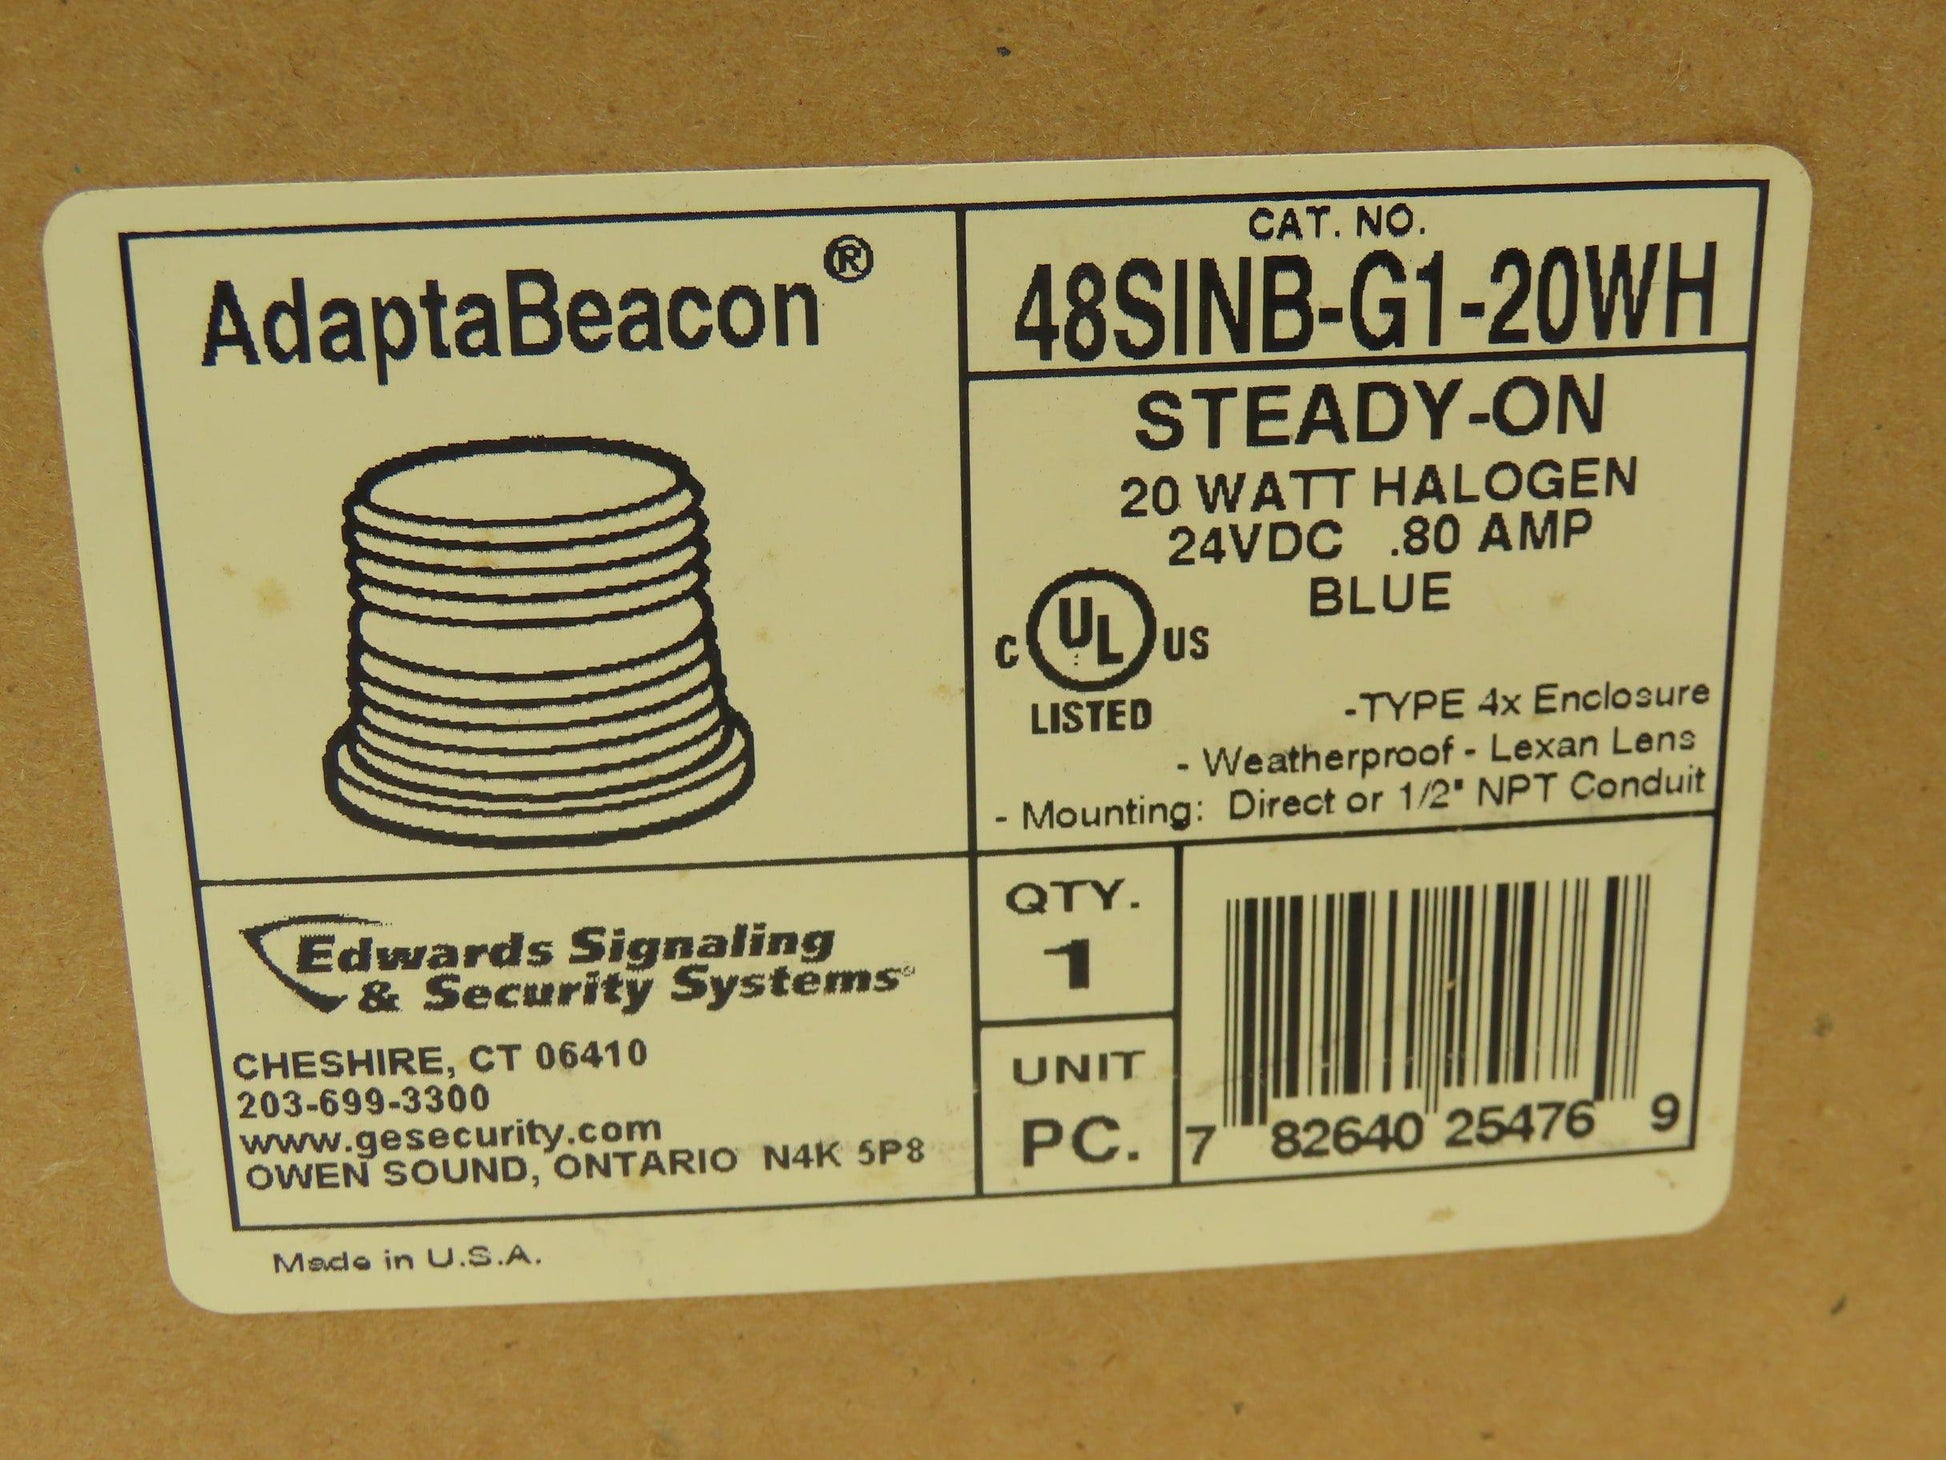 AdaptaBeacon®
CAT. NO.
48SINB-G1-20WH
STEADY-ON
20 WATT HALOGEN
24VDC .80 AMP
BLUE
C UL US
LISTED
-TYPE 4x Enclosure
- Weatherproof - Lexan Lens
- Mounting: Direct or 1/2" NPT Conduit
Edwards Signaling
& Security Systems®
CHESHIRE, CT 06410
203-699-3300
www.gesecurity.com
OWEN SOUND, ONTARIO N4K 5P8
QTY.
1
UNIT
PC.
7 82640 25476 9
Made in U.S.A.